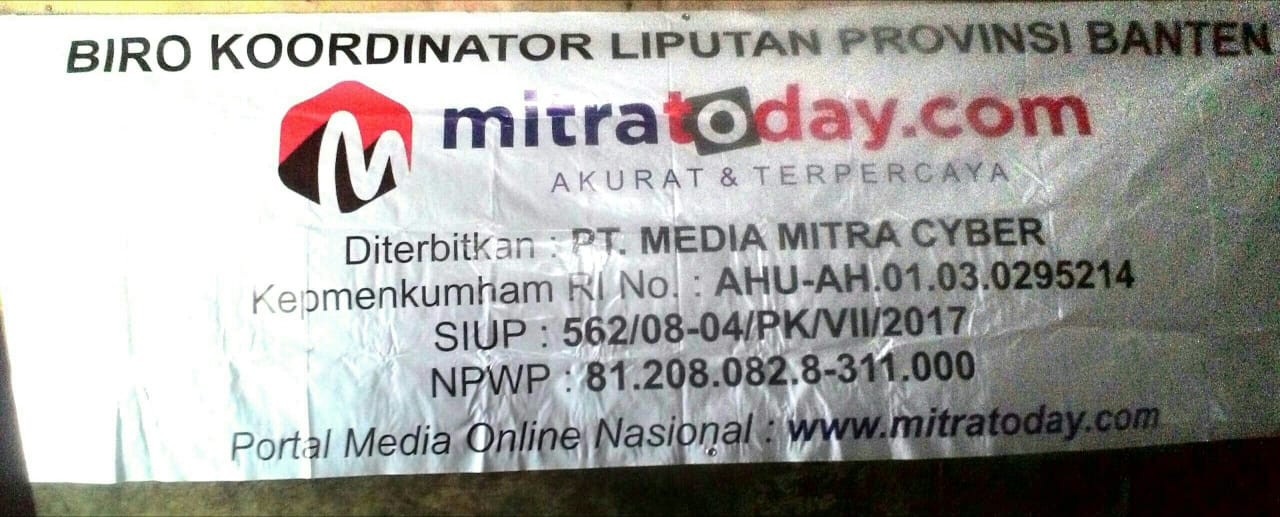 BIRO KOORDINATOR LIPUTAN PROVINSI BANTEN
mitratoday.com
AKURAT & TERPERCAYA
Diterbitkan : PT. MEDIA MITRA CYBER
Kepmenkumham RI No. : AHU-AH.01.03.0295214
SIUP : 562/08-04/PK/VII/2017
NPWP : 81.208.082.8-311.000
Portal Media Online Nasional : www.mitratoday.com